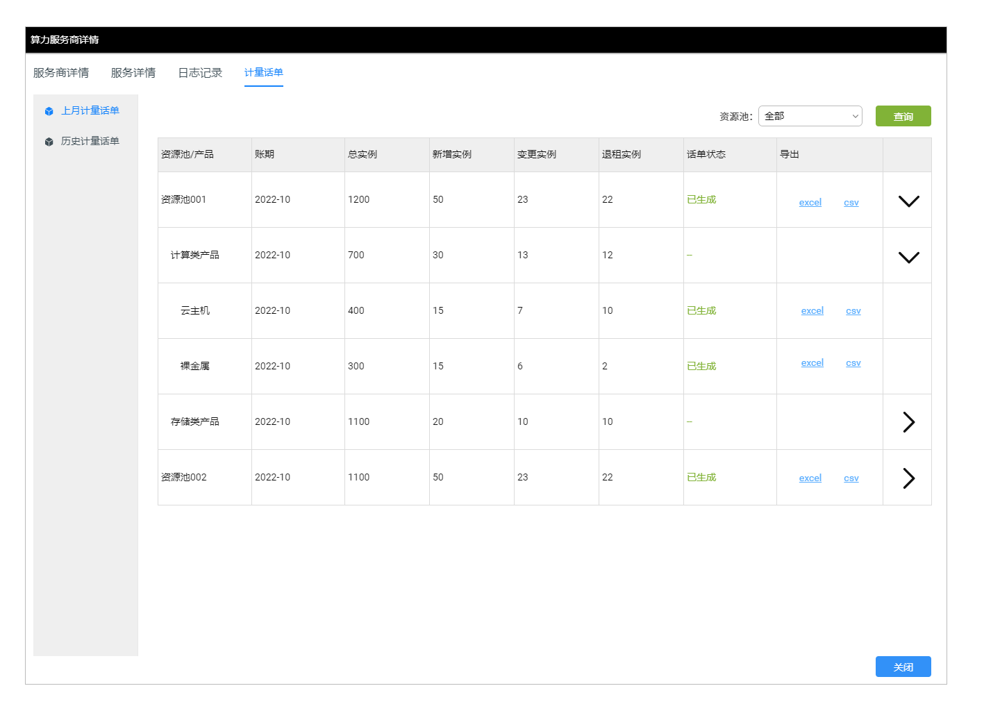 算力服务商详情
服务商详情 服务详情 日志记录 计量话单
上月计量话单
历史计量话单
资源池： 全部 查询
资源池/产品 账期 总实例 新增实例 变更实例 退租实例 话单状态 导出
资源池001 2022-10 1200 50 23 22 已生成 excel csv
计算类产品 2022-10 700 30 13 12 --
云主机 2022-10 400 15 7 10 已生成 excel csv
裸金属 2022-10 300 15 6 2 已生成 excel csv
存储类产品 2022-10 1100 20 10 10 --
资源池002 2022-10 1100 50 23 22 已生成 excel csv
关闭